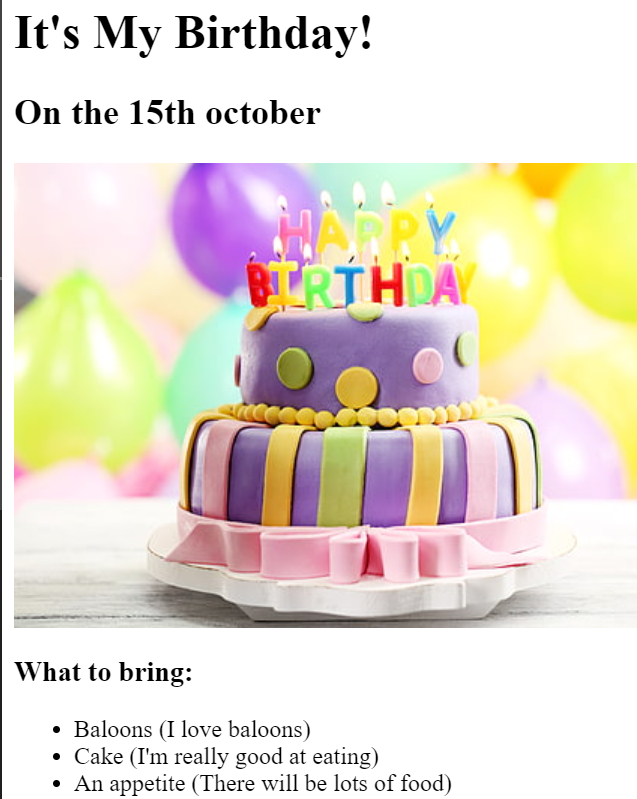 It's My Birthday!
On the 15th october
HAPPY
BIRTHDAY
What to bring:
Baloons (I love baloons)
Cake (I'm really good at eating)
An appetite (There will be lots of food)